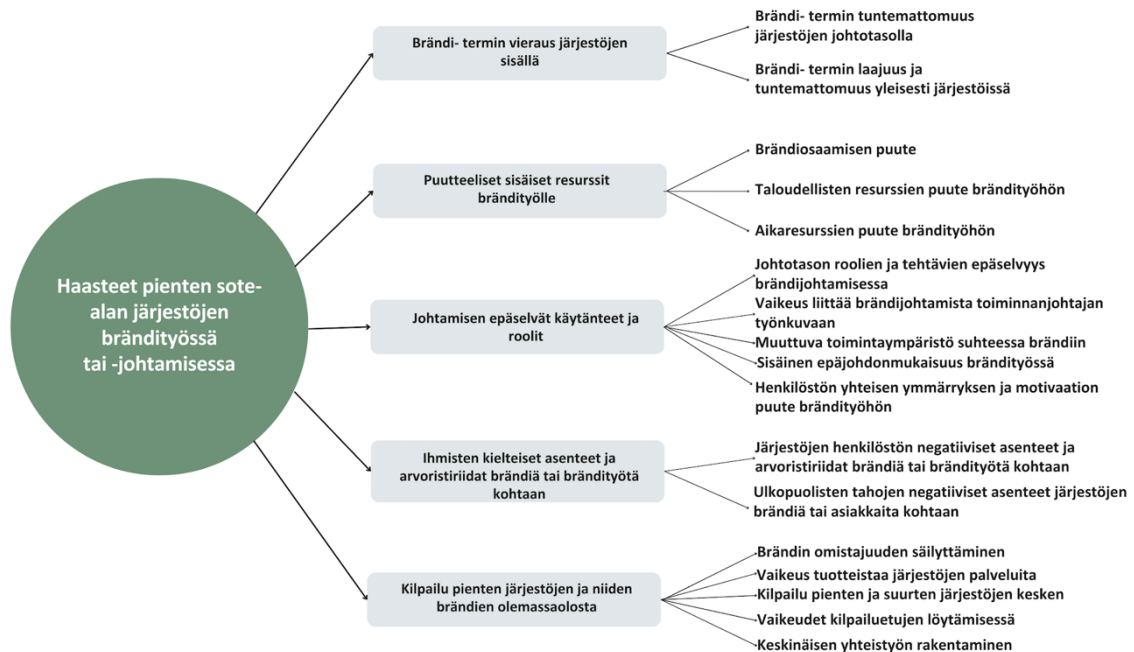 Haasteet pienten sote-
alan järjestöjen
brändityössä
tai -johtamisessa
Brändi- termin vieraus järjestöjen
sisällä
Brändi- termin tuntemattomuus
järjestöjen johtotasolla
Brändi- termin laajuus ja
tuntemattomuus yleisesti järjestöissä
Puutteeliset sisäiset resurssit
brändityölle
Brändiosaamisen puute
Taloudellisten resurssien puute brändityöhön
Aikaresurssien puute brändityöhön
Johtamisen epäselvät käytänteet ja
roolit
Johtotason roolien ja tehtävien epäselvyys
brändijohtamisessa
Vaikeus liittää brändijohtamista toiminnanjohtajan
työnkuvaan
Muuttuva toimintaympäristö suhteessa brändiin
Sisäinen epäjohdonmukaisuus brändityössä
Henkilöstön yhteisen ymmärryksen ja motivaation
puute brändityöhön
Ihmisten kielteiset asenteet ja
arvoristiriidat brändiä tai brändityötä
kohtaan
Järjestöjen henkilöstön negatiiviset asenteet ja
arvoristiriidat brändiä tai brändityötä kohtaan
Ulkopuolisten tahojen negatiiviset asenteet järjestöjen
brändiä tai asiakkaita kohtaan
Kilpailu pienten järjestöjen ja niiden
brändien olemassaolosta
Brändin omistajuuden säilyttäminen
Vaikeus tuotteistaa järjestöjen palveluita
Kilpailu pienten ja suurten järjestöjen kesken
Vaikeudet kilpailuetujen löytämisessä
Keskinäisen yhteistyön rakentaminen